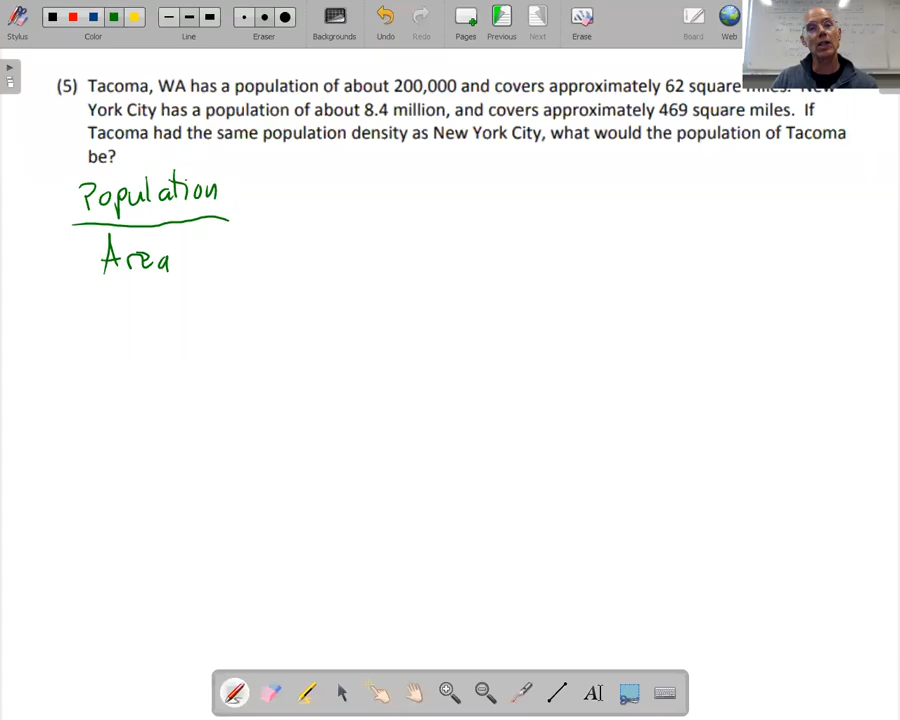 Stylus Color Line Eraser Backgrounds Undo Redo Pages Previous Next Erase Board Web
(5) Tacoma, WA has a population of about 200,000 and covers approximately 62 square miles. New
York City has a population of about 8.4 million, and covers approximately 469 square miles. If
Tacoma had the same population density as New York City, what would the population of Tacoma
be?
Population
Area